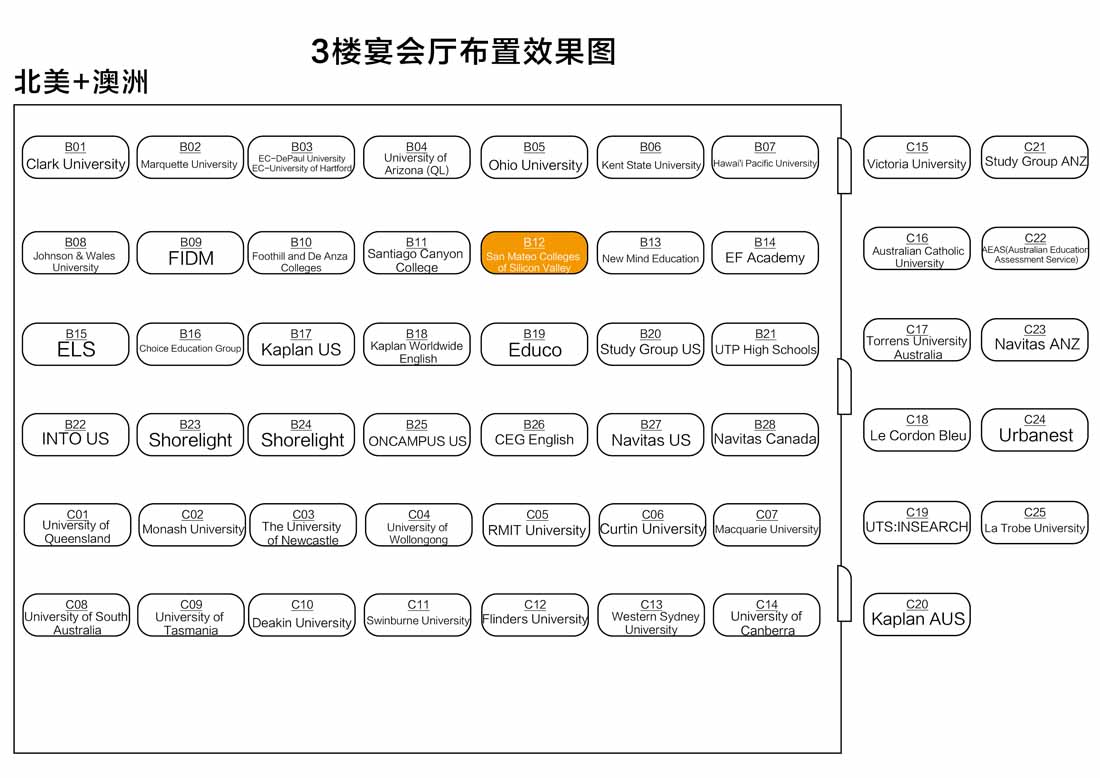 3楼宴会厅布置效果图
北美+澳洲
B01
Clark University
B02
Marquette University
B03
EC-DePaul University
EC-University of Hartford
B04
University of
Arizona (QL)
B05
Ohio University
B06
Kent State University
B07
Hawai'i Pacific University
C15
Victoria University
C21
Study Group ANZ
B08
Johnson & Wales
University
B09
FIDM
B10
Foothill and De Anza
Colleges
B11
Santiago Canyon
College
B12
San Mateo Colleges
of Silicon Valley
B13
New Mind Education
B14
EF Academy
C16
Australian Catholic
University
C22
AEAS(Australian Education
Assessment Service)
B15
ELS
B16
Choice Education Group
B17
Kaplan US
B18
Kaplan Worldwide
English
B19
Educo
B20
Study Group US
B21
UTP High Schools
C17
Torrens University
Australia
C23
Navitas ANZ
B22
INTO US
B23
Shorelight
B24
Shorelight
B25
ONCAMPUS US
B26
CEG English
B27
Navitas US
B28
Navitas Canada
C18
Le Cordon Bleu
C24
Urbanest
C01
University of
Queensland
C02
Monash University
C03
The University
of Newcastle
C04
University of
Wollongong
C05
RMIT University
C06
Curtin University
C07
Macquarie University
C19
UTS:INSEARCH
C25
La Trobe University
C08
University of South
Australia
C09
University of
Tasmania
C10
Deakin University
C11
Swinburne University
C12
Flinders University
C13
Western Sydney
University
C14
University of
Canberra
C20
Kaplan AUS